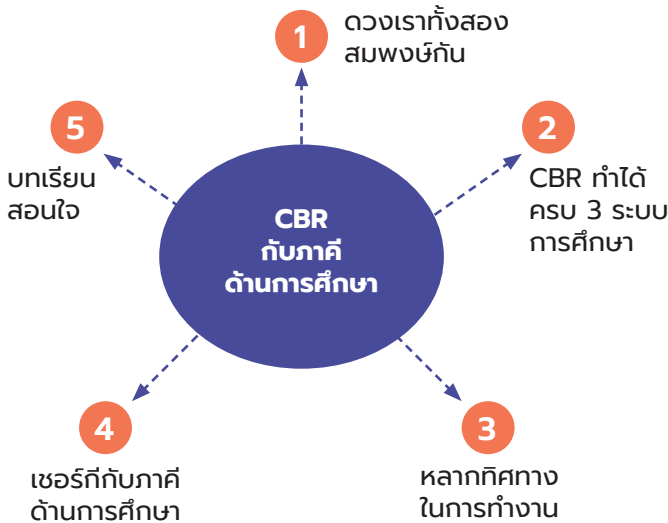 CBR
กับภาคี
ด้านการศึกษา
1
ดวงเราทั้งสอง
สมพงษ์กัน
2
CBR ทำได้
ครบ 3 ระบบ
การศึกษา
3
หลากทิศทาง
ในการทำงาน
4
เชอร์กีกับภาคี
ด้านการศึกษา
5
บทเรียน
สอนใจ